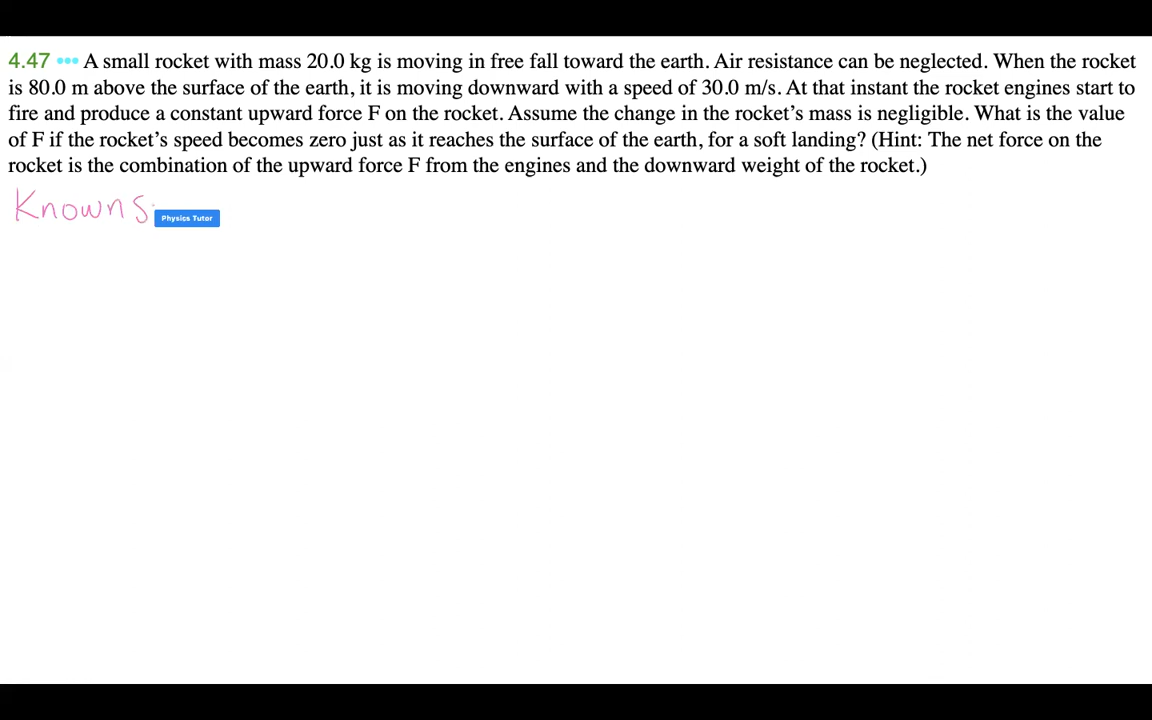 4.47 ••• A small rocket with mass 20.0 kg is moving in free fall toward the earth. Air resistance can be neglected. When the rocket
is 80.0 m above the surface of the earth, it is moving downward with a speed of 30.0 m/s. At that instant the rocket engines start to
fire and produce a constant upward force F on the rocket. Assume the change in the rocket’s mass is negligible. What is the value
of F if the rocket’s speed becomes zero just as it reaches the surface of the earth, for a soft landing? (Hint: The net force on the
rocket is the combination of the upward force F from the engines and the downward weight of the rocket.)
Knowns
Physics Tutor